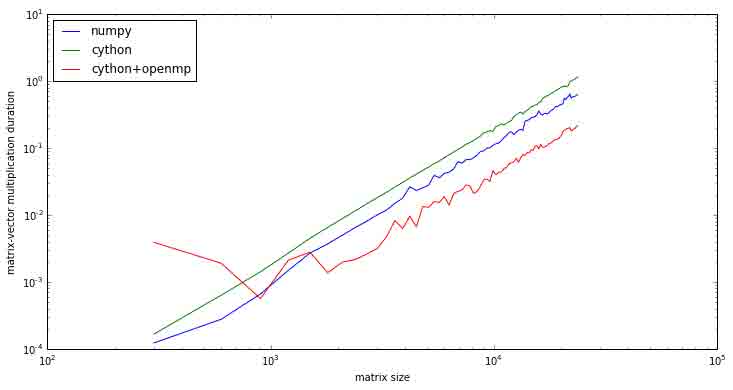 numpy
cython
cython+openmp
10¹
10⁰
10⁻¹
10⁻²
10⁻³
10⁻⁴
matrix-vector multiplication duration
10²
10³
10⁴
10⁵
matrix size